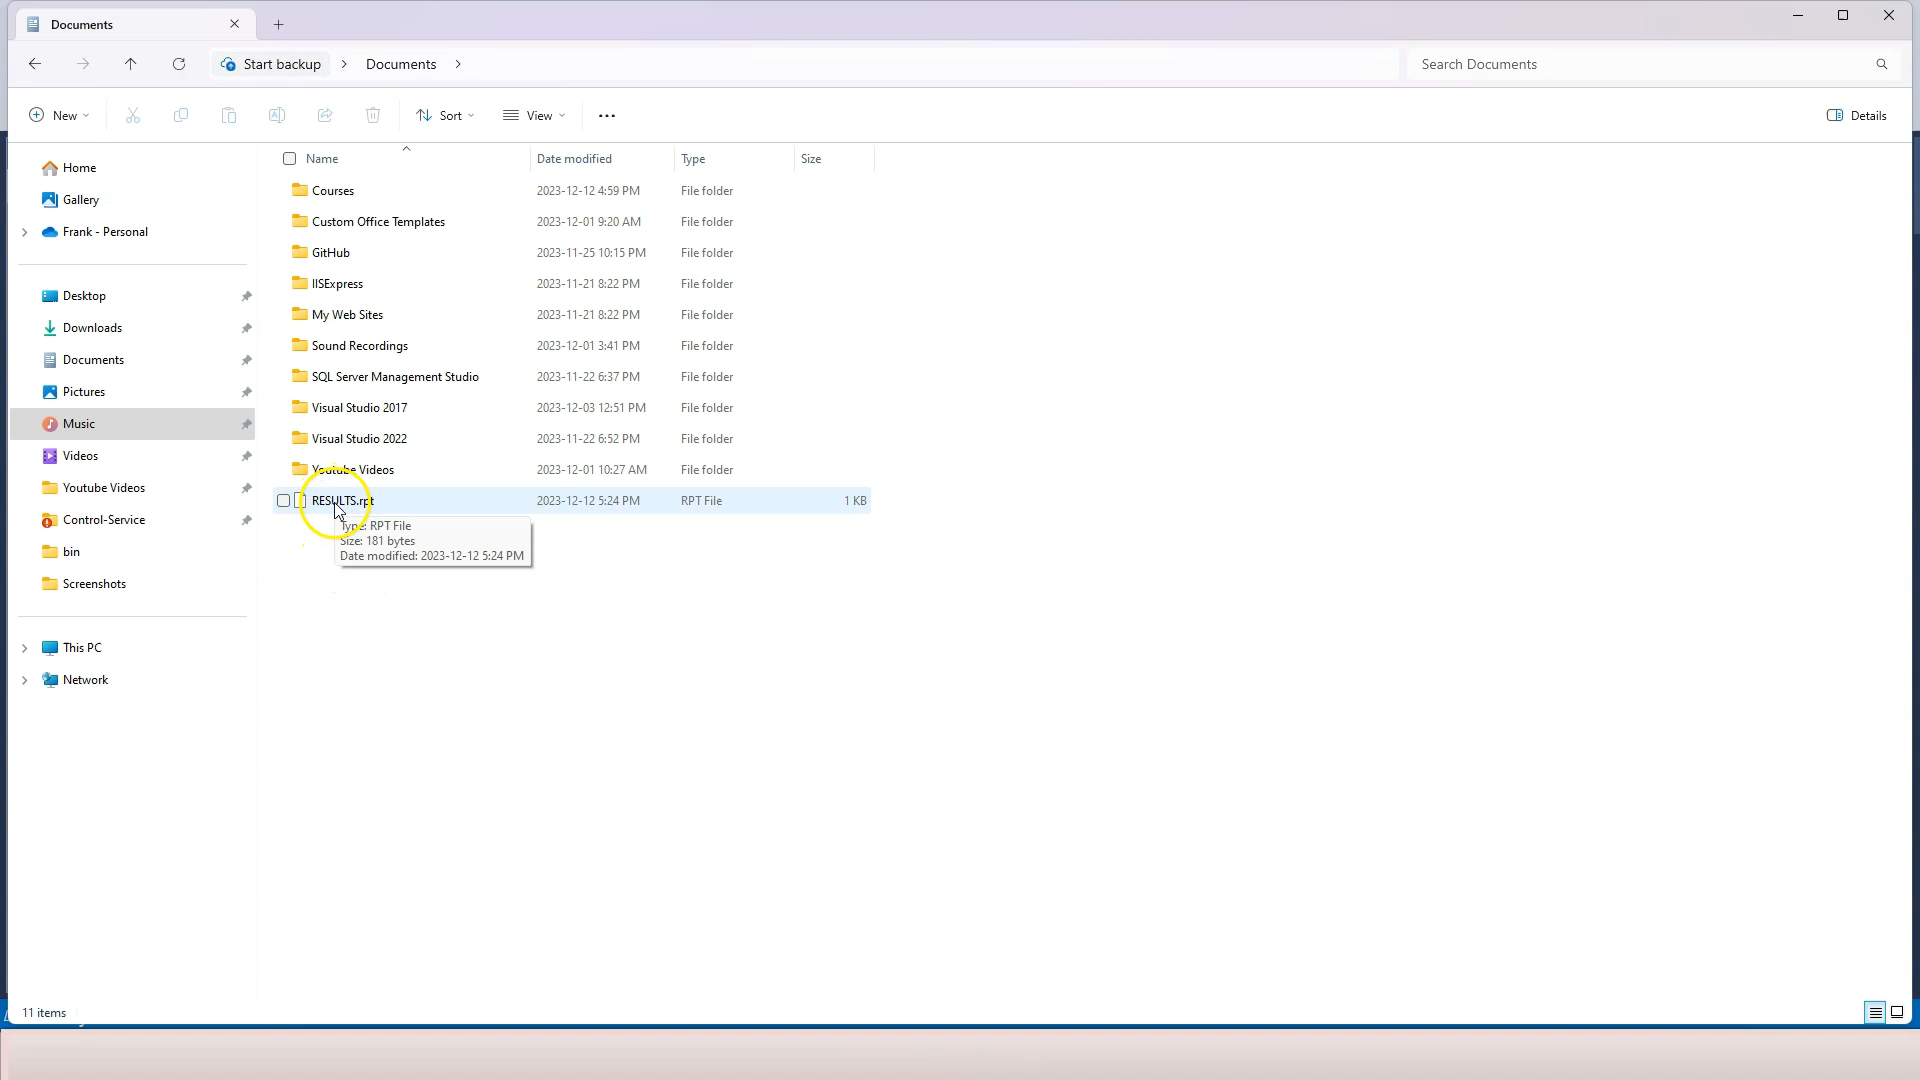 Documents
Start backup
Documents
Search Documents
New
Sort
View
Details
Home
Gallery
Frank - Personal
Desktop
Downloads
Documents
Pictures
Music
Videos
Youtube Videos
Control-Service
bin
Screenshots
This PC
Network
Name Date modified Type Size
Courses 2023-12-12 4:59 PM File folder
Custom Office Templates 2023-12-01 9:20 AM File folder
GitHub 2023-11-25 10:15 PM File folder
IISExpress 2023-11-21 8:22 PM File folder
My Web Sites 2023-11-21 8:22 PM File folder
Sound Recordings 2023-12-01 3:41 PM File folder
SQL Server Management Studio 2023-11-22 6:37 PM File folder
Visual Studio 2017 2023-12-03 12:51 PM File folder
Visual Studio 2022 2023-11-22 6:52 PM File folder
Youtube Videos 2023-12-01 10:27 AM File folder
RESULTS.rpt 2023-12-12 5:24 PM RPT File 1 KB
Type: RPT File
Size: 181 bytes
Date modified: 2023-12-12 5:24 PM
11 items